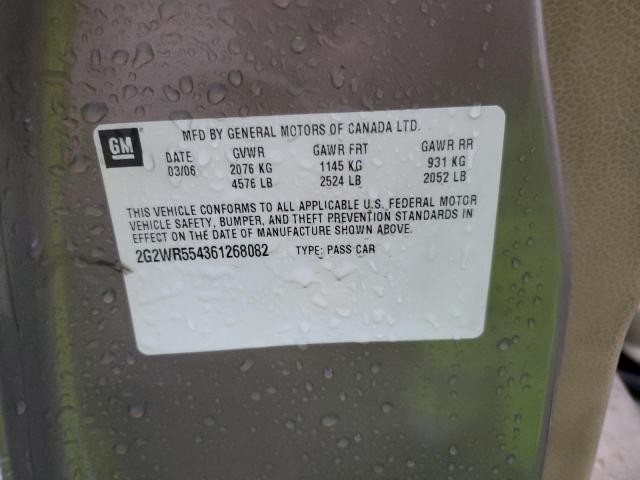 GM
MFD BY GENERAL MOTORS OF CANADA LTD.
DATE GVWR GAWR FRT GAWR RR
03/06 2076 KG 1145 KG 931 KG
4576 LB 2524 LB 2052 LB
THIS VEHICLE CONFORMS TO ALL APPLICABLE U.S. FEDERAL MOTOR
VEHICLE SAFETY, BUMPER, AND THEFT PREVENTION STANDARDS IN
EFFECT ON THE DATE OF MANUFACTURE SHOWN ABOVE.
2G2WR554361268082 TYPE: PASS CAR